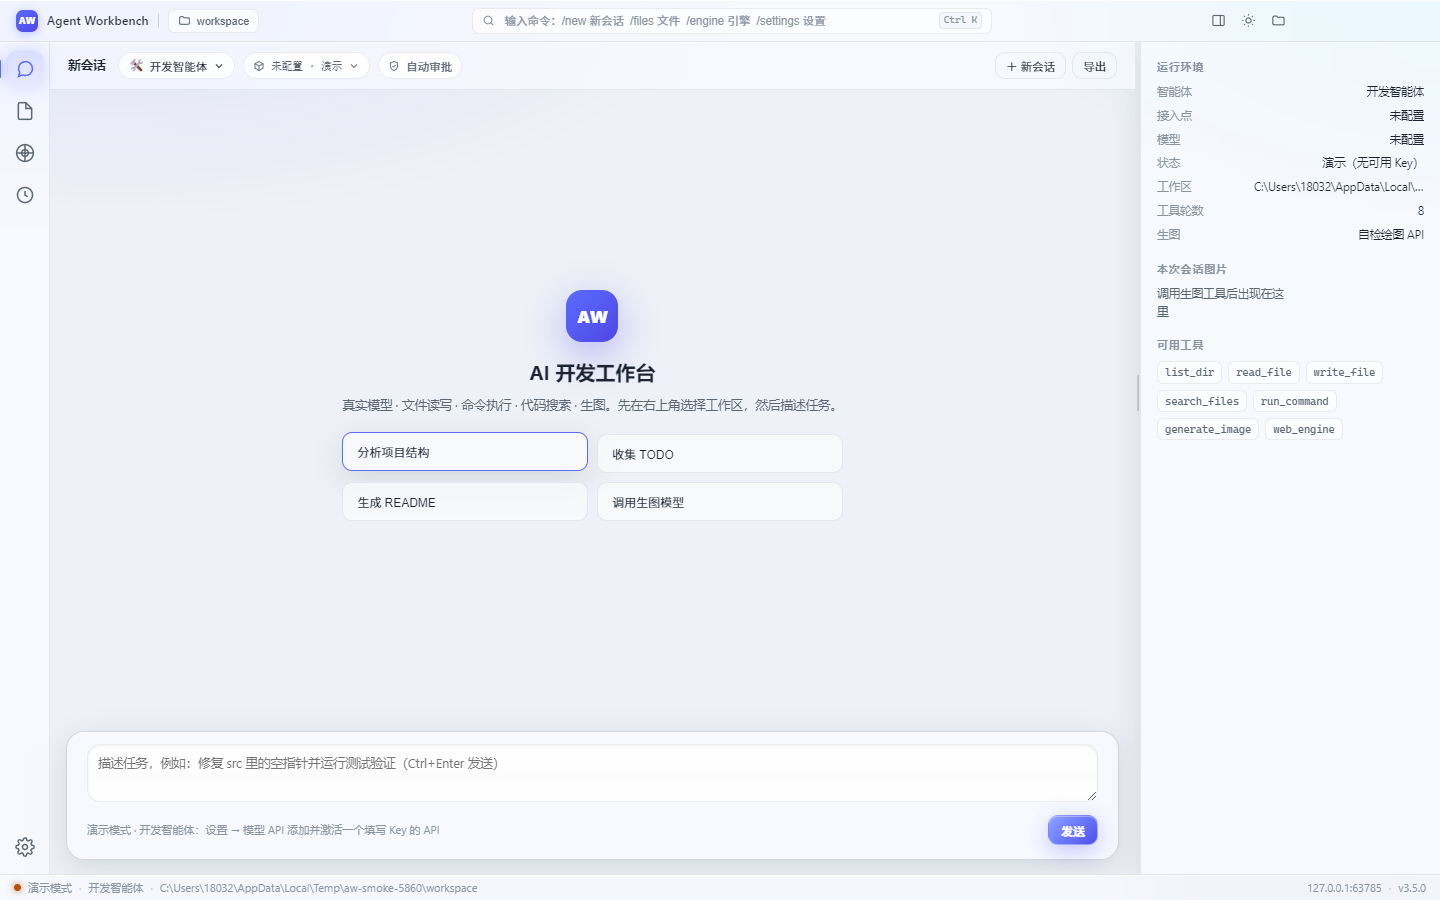 AW Agent Workbench workspace 输入命令：/new 新会话 /files 文件 /engine 引擎 /settings 设置 Ctrl K
新会话 开发智能体 未配置 · 演示 自动审批 + 新会话 导出
AW
AI 开发工作台
真实模型 · 文件读写 · 命令执行 · 代码搜索 · 生图。先在右上角选择工作区，然后描述任务。
分析项目结构 收集 TODO
生成 README 调用生图模型
描述任务，例如：修复 src 里的空指针并运行测试验证（Ctrl+Enter 发送）
演示模式 · 开发智能体：设置 → 模型 API 添加并激活一个填写 Key 的 API 发送
运行环境
智能体 开发智能体
接入点 未配置
模型 未配置
状态 演示（无可用 Key）
工作区 C:\Users\18032\AppData\Local\...
工具轮数 8
生图 自检绘图 API
本次会话图片
调用生图工具后出现在这
里
可用工具
list_dir read_file write_file
search_files run_command
generate_image web_engine
演示模式 · 开发智能体 · C:\Users\18032\AppData\Local\Temp\aw-smoke-5860\workspace 127.0.0.1:63785 · v3.5.0